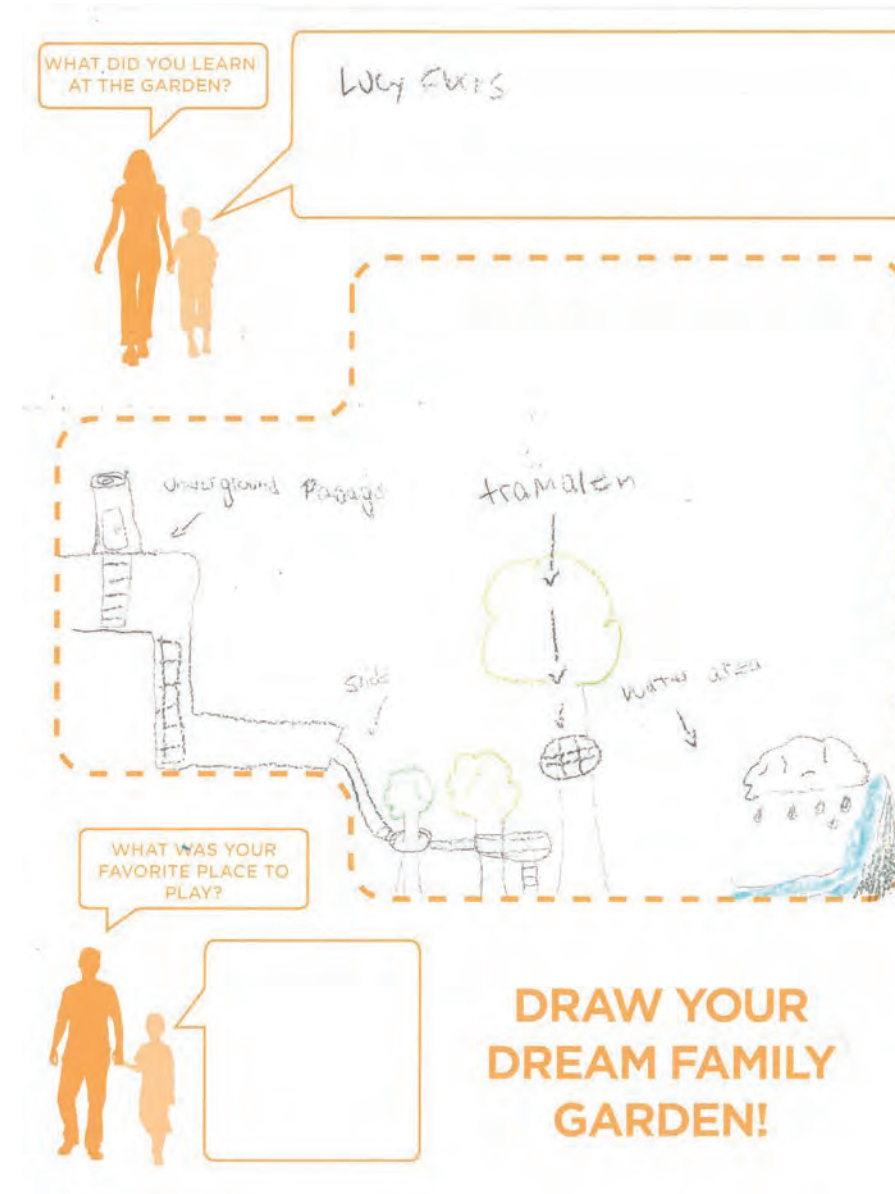 WHAT DID YOU LEARN
AT THE GARDEN?
Lucy
underground Pasage
tramalen
Slide
water area
WHAT WAS YOUR
FAVORITE PLACE TO
PLAY?
DRAW YOUR
DREAM FAMILY
GARDEN!